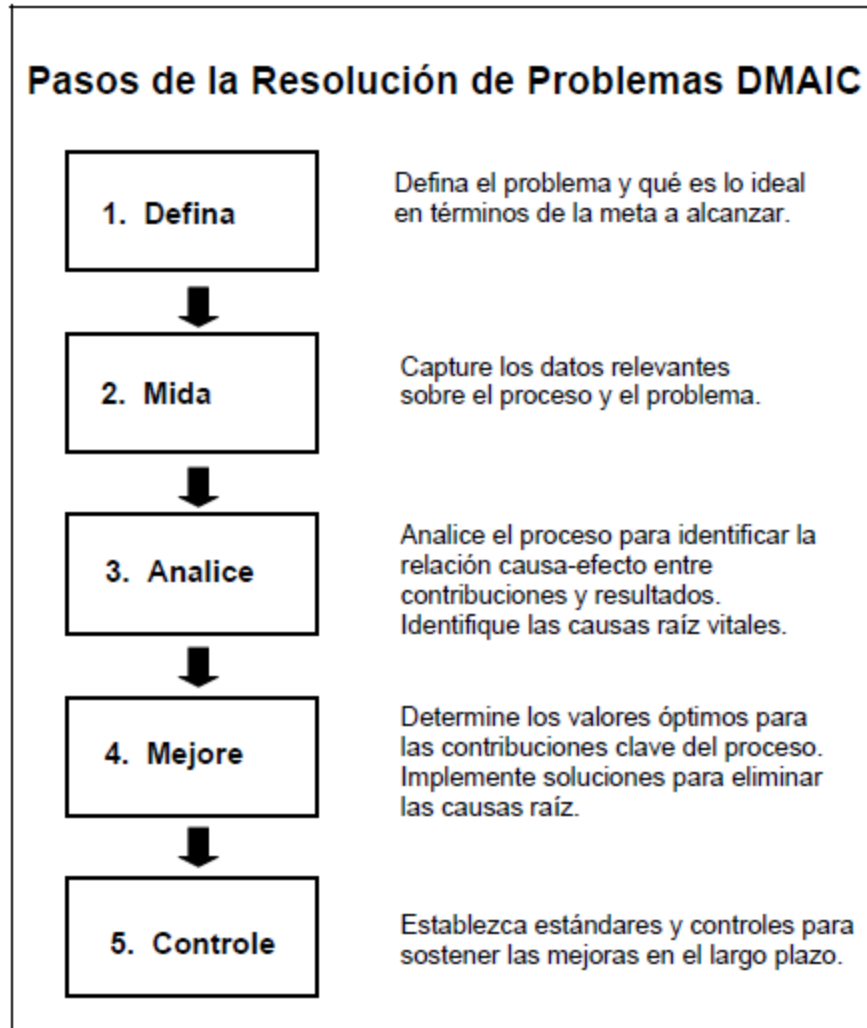 Pasos de la Resolución de Problemas DMAIC
1. Defina
Defina el problema y qué es lo ideal
en términos de la meta a alcanzar.
2. Mida
Capture los datos relevantes
sobre el proceso y el problema.
3. Analice
Analice el proceso para identificar la
relación causa-efecto entre
contribuciones y resultados.
Identifique las causas raíz vitales.
4. Mejore
Determine los valores óptimos para
las contribuciones clave del proceso.
Implemente soluciones para eliminar
las causas raíz.
5. Controle
Establezca estándares y controles para
sostener las mejoras en el largo plazo.